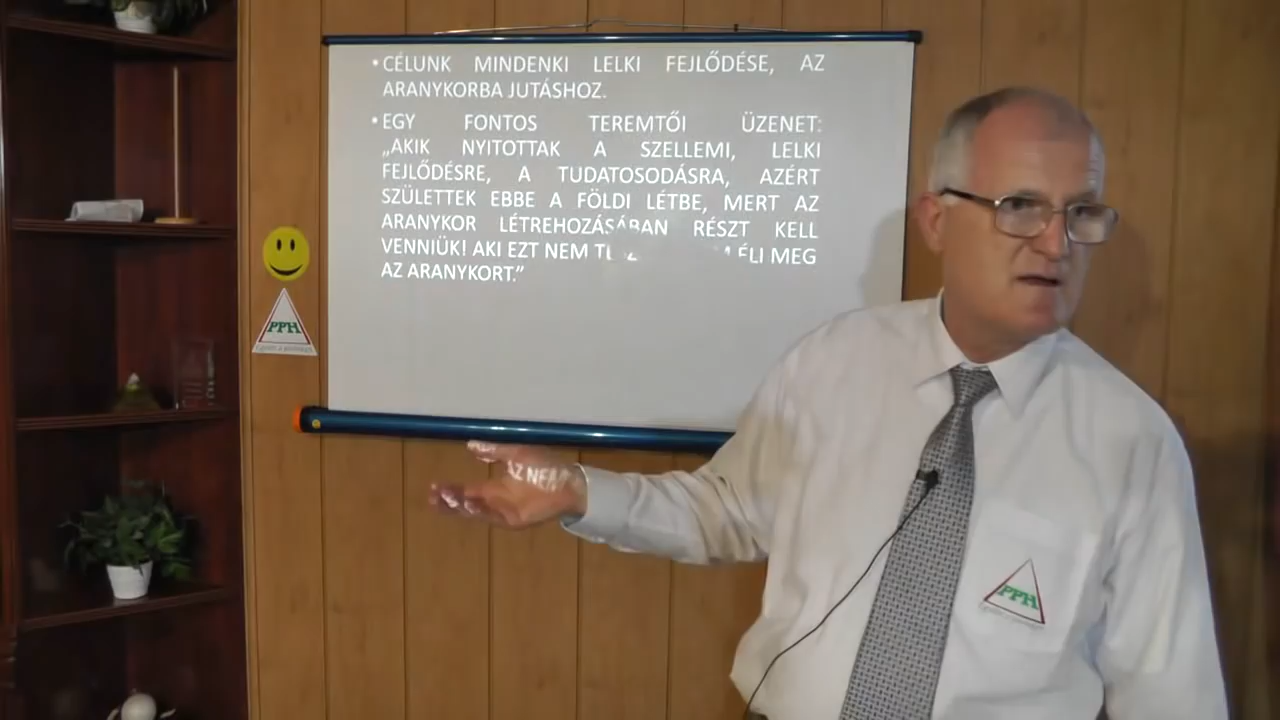 •CÉLUNK MINDENKI LELKI FEJLŐDÉSE, AZ
ARANYKORBA JUTÁSHOZ.
•EGY FONTOS TEREMTŐI ÜZENET:
„AKIK NYITOTTAK A SZELLEMI, LELKI
FEJLŐDÉSRE, A TUDATOSODÁSRA, AZÉRT
SZÜLETTEK EBBE A FÖLDI LÉTBE, MERT AZ
ARANYKOR LÉTREHOZÁSÁBAN RÉSZT KELL
VENNIÜK! AKI EZT NEM ÉLI MEG
AZ ARANYKORT.”
PPH
AZ NEM
PPH